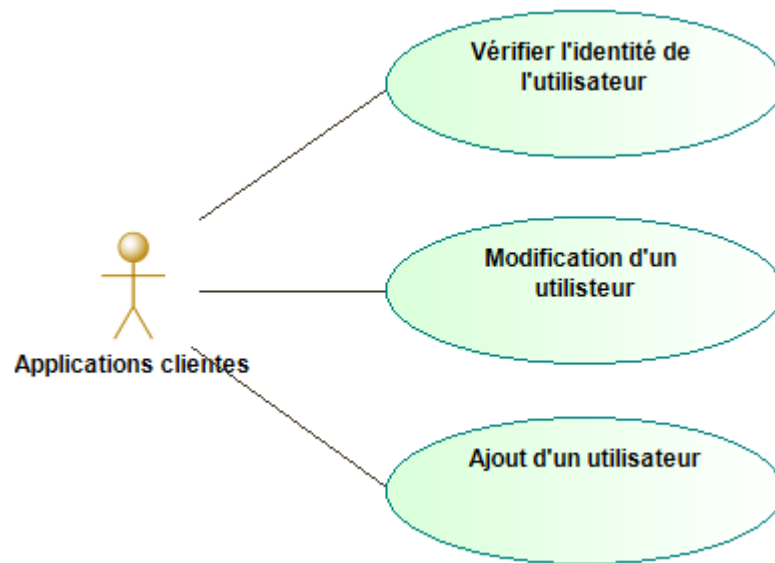 Vérifier l'identité de
l'utilisateur
Modification d'un
utilisteur
Applications clientes
Ajout d'un utilisateur